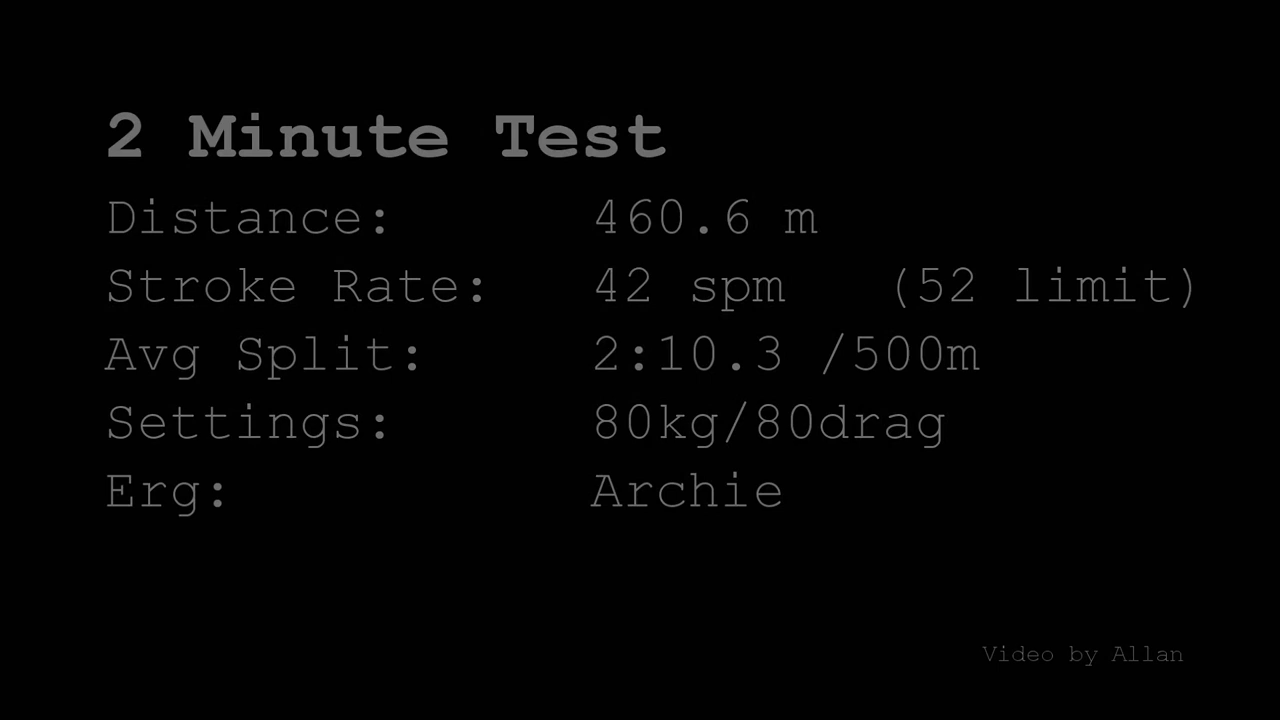 2 Minute Test
Distance: 460.6 m
Stroke Rate: 42 spm (52 limit)
Avg Split: 2:10.3 /500m
Settings: 80kg/80drag
Erg: Archie
Video by Allan